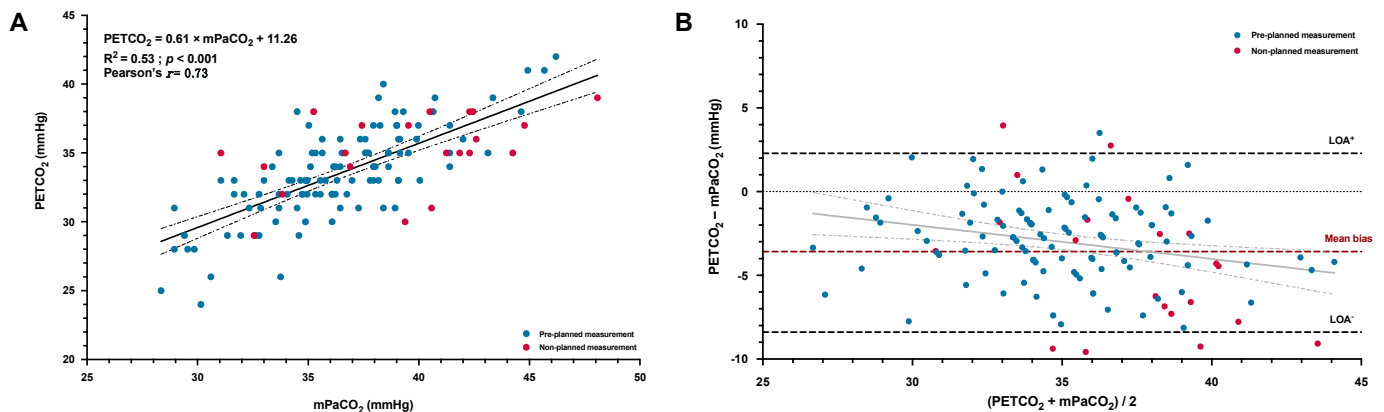 A
PETCO₂ = 0.61 × mPaCO₂ + 11.26
R² = 0.53 ; p < 0.001
Pearson's r = 0.73
45
40
35
30
25
20
PETCO₂ (mmHg)
Pre-planned measurement
Non-planned measurement
25 30 35 40 45 50
mPaCO₂ (mmHg)
B
Pre-planned measurement
Non-planned measurement
5
0
-5
-10
PETCO₂ – mPaCO₂ (mmHg)
LOA⁺
Mean bias
LOA⁻
25 30 35 40 45
(PETCO₂ + mPaCO₂) / 2